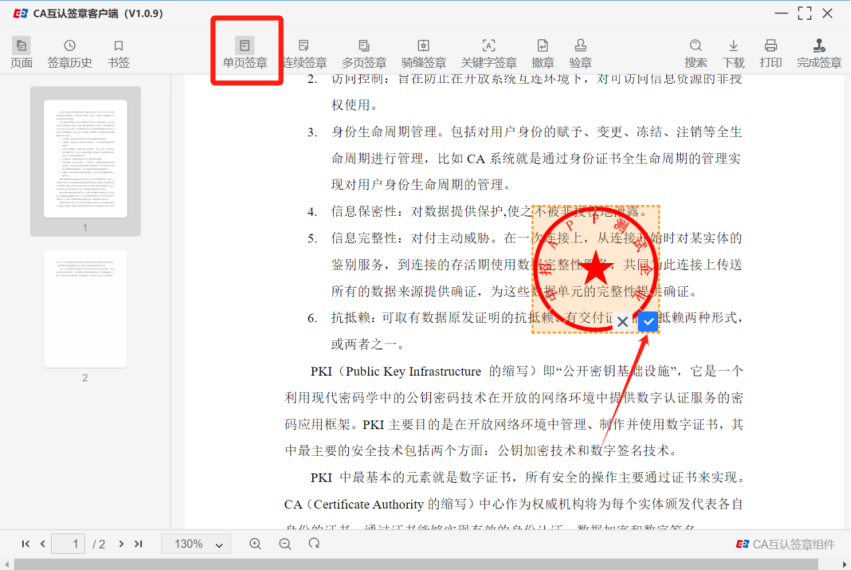 CA互认签章客户端（V1.0.9）
页面 签章历史 书签 单页签章 连续签章 多页签章 骑缝签章 关键字签章 撤章 验章 搜索 下载 打印 完成签章
2. 访问控制：旨在防止在开放系统互连环境下，对可访问信息资源的非授
权使用。
3. 身份生命周期管理。包括对用户身份的赋予、变更、冻结、注销等全生
命周期进行管理，比如 CA 系统就是通过身份证书全生命周期的管理实
现对用户身份生命周期的管理。
4. 信息保密性：对数据提供保护,使之不被非授权地泄露。
5. 信息完整性：对付主动威胁。在一次连接上，从连接开始时对某实体的
鉴别服务，到连接的存活期使用数据完整性服务，共同为此连接上传送
所有的数据来源提供确证，为这些数据单元的完整性提供确证。
6. 抗抵赖：可取有数据原发证明的抗抵赖、有交付证 抵赖两种形式，
或两者之一。
PKI（Public Key Infrastructure 的缩写）即“公开密钥基础设施”，它是一个
利用现代密码学中的公钥密码技术在开放的网络环境中提供数字认证服务的密
码应用框架。PKI 主要目的是在开放网络环境中管理、制作并使用数字证书，其
中最主要的安全技术包括两个方面：公钥加密技术和数字签名技术。
PKI 中最基本的元素就是数字证书，所有安全的操作主要通过证书来实现。
CA（Certificate Authority 的缩写）中心作为权威机构将为每个实体颁发代表各自
身份的证书，通过证书能够实现有效的身份认证、数据加密和数字签名。
APP测试企业
1
2
1 / 2
130%
CA互认签章组件